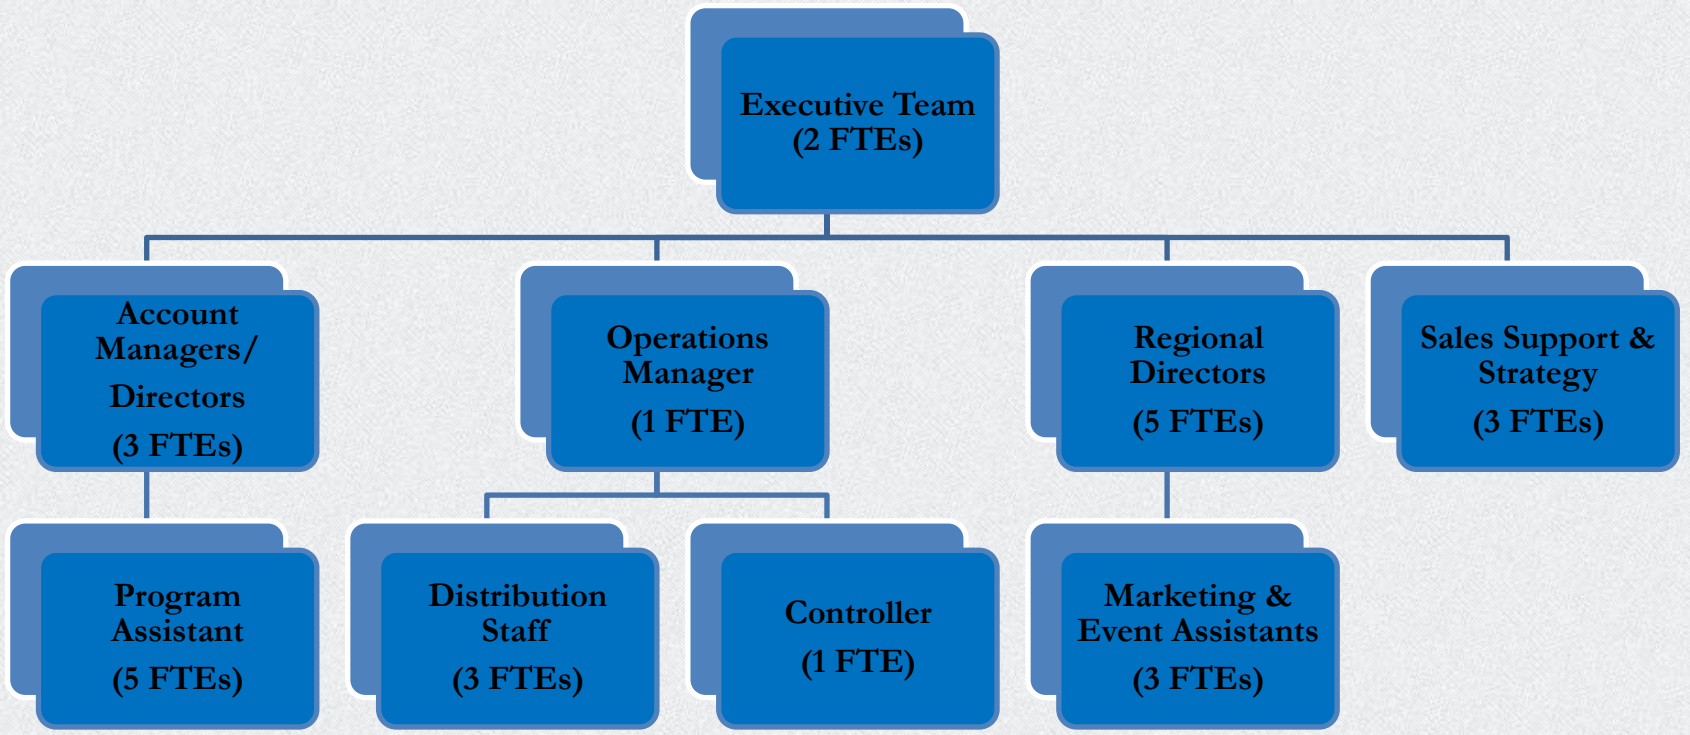 Executive Team
(2 FTEs)
Account
Managers/
Directors
(3 FTEs)
Operations
Manager
(1 FTE)
Regional
Directors
(5 FTEs)
Sales Support &
Strategy
(3 FTEs)
Program
Assistant
(5 FTEs)
Distribution
Staff
(3 FTEs)
Controller
(1 FTE)
Marketing &
Event Assistants
(3 FTEs)